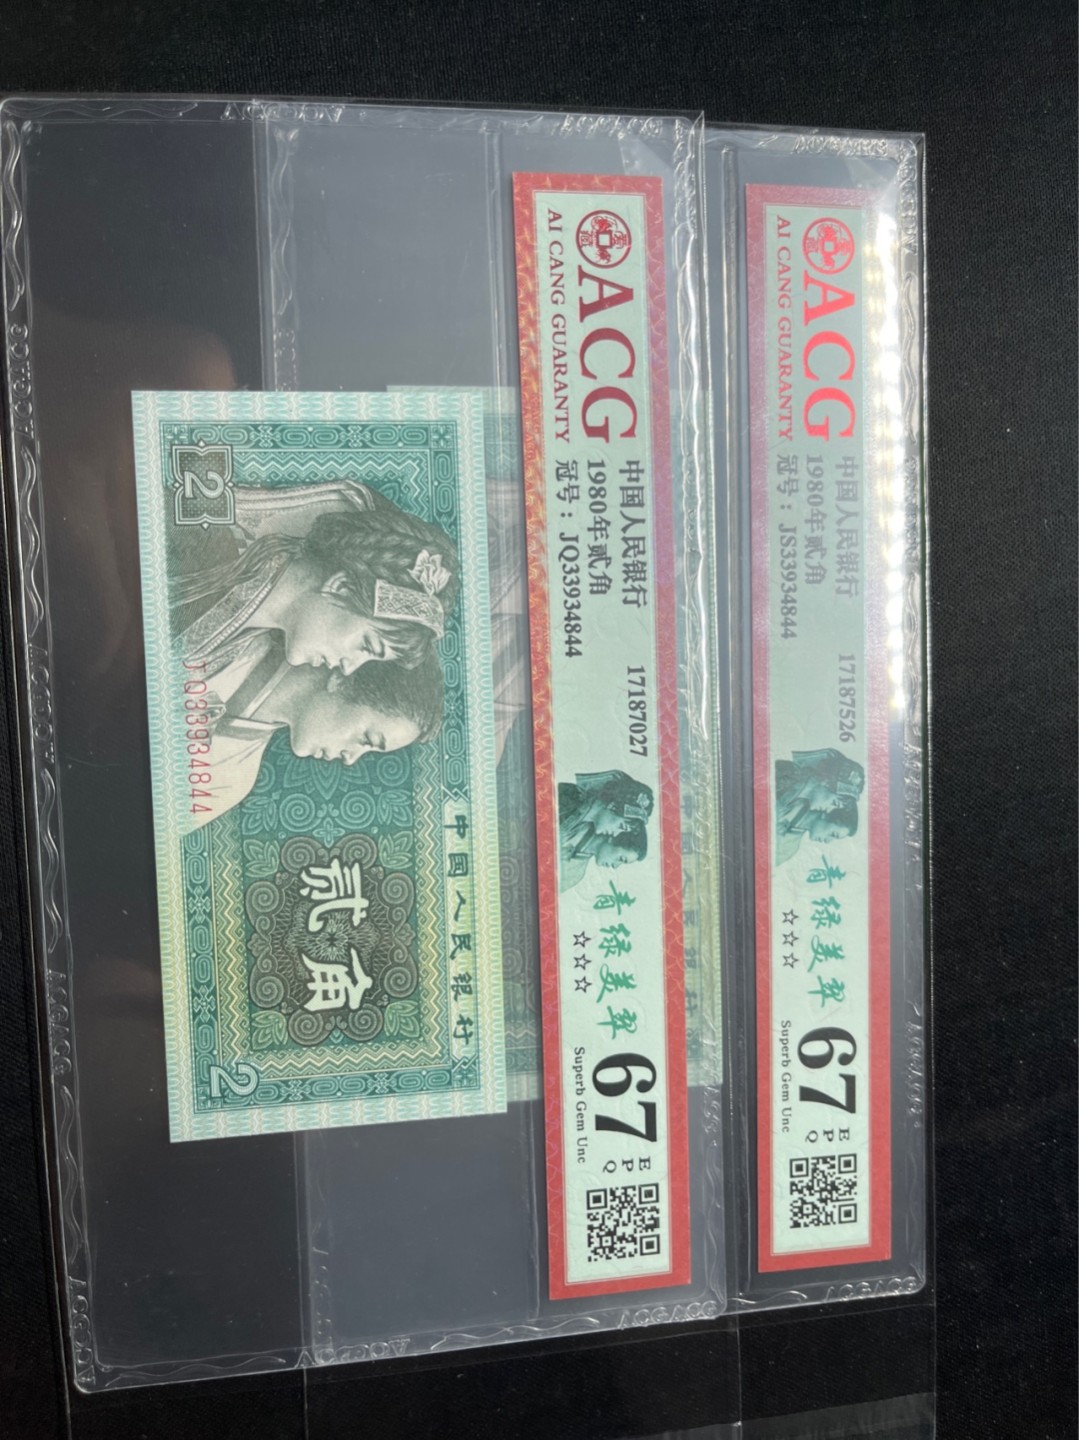 ACG
AI CANG GUARANTY
中国人民银行 17187526
1980年贰角
冠号：JS33934844
青绿美翠
☆☆☆
67
EPQ
Superb Gem Unc
ACG
AI CANG GUARANTY
中国人民银行 17187027
1980年贰角
冠号：JQ33934844
青绿美翠
☆☆☆
67
EPQ
Superb Gem Unc
中国人民银行
2
贰角
JQ33934844
2